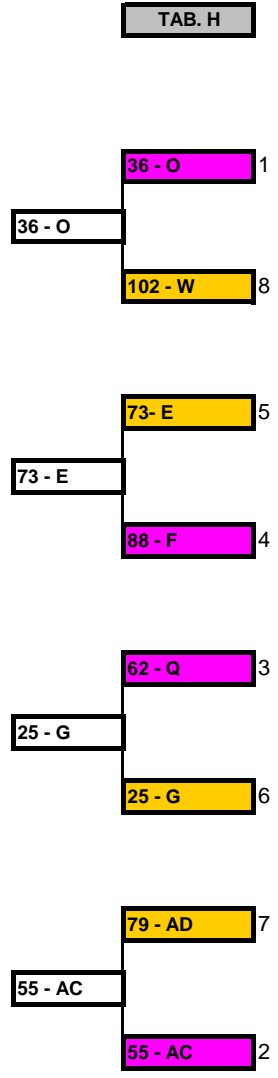 TAB. H
36 - O 1
36 - O
102 - W 8
73- E 5
73 - E
88 - F 4
62 - Q 3
25 - G
25 - G 6
79 - AD 7
55 - AC
55 - AC 2